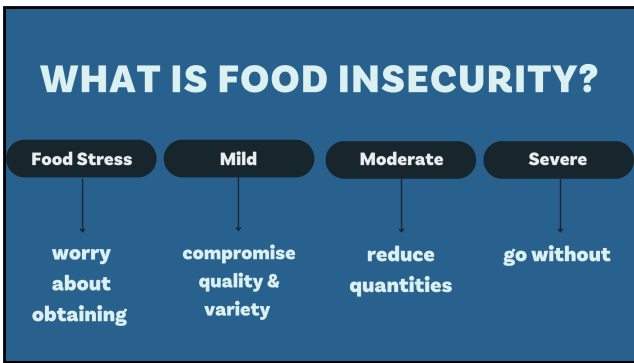 WHAT IS FOOD INSECURITY?
Food Stress
Mild
Moderate
Severe
worry
about
obtaining
compromise
quality &
variety
reduce
quantities
go without